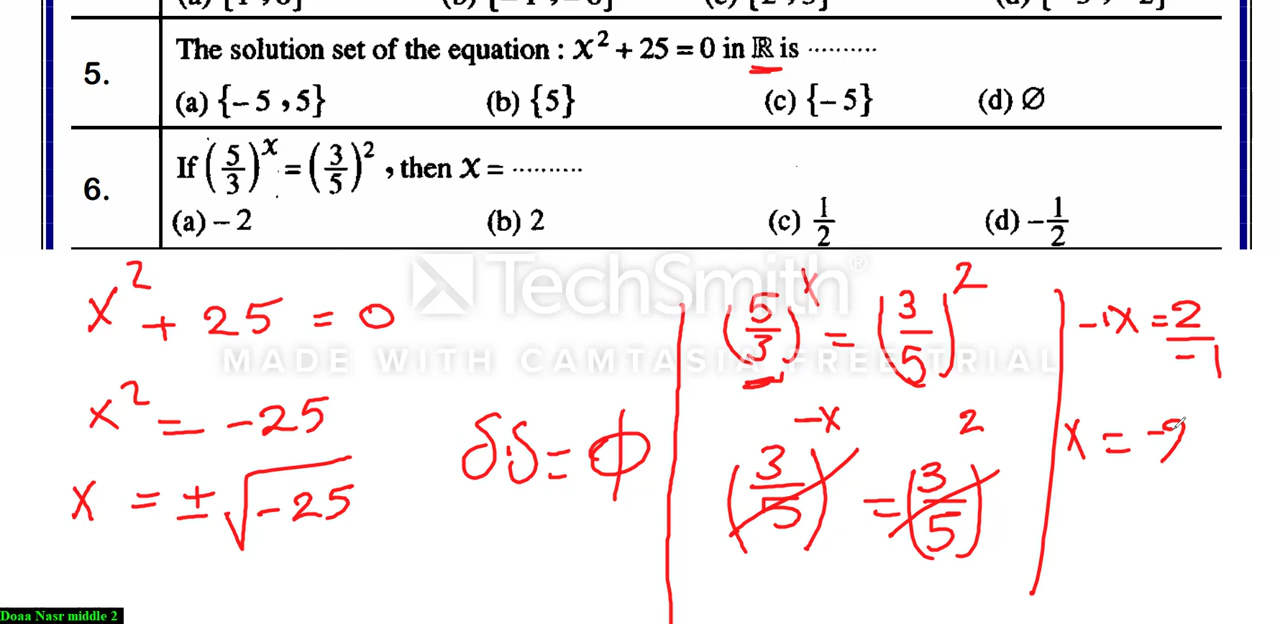 5. The solution set of the equation : x² + 25 = 0 in ℝ is ··········
(a) {– 5 , 5} (b) {5} (c) {– 5} (d) ∅
6. If (5/3)^x = (3/5)², then x = ··········
(a) – 2 (b) 2 (c) 1/2 (d) – 1/2
x² + 25 = 0
x² = -25
x = ± √-25
δδ = ϕ
(5/3)^x = (3/5)²
(3/5)^-x = (3/5)²
-1x = 2/-1
x = -2
TechSmith®
MADE WITH CAMTASIA FREE TRIAL
Doaa Nasr middle 2